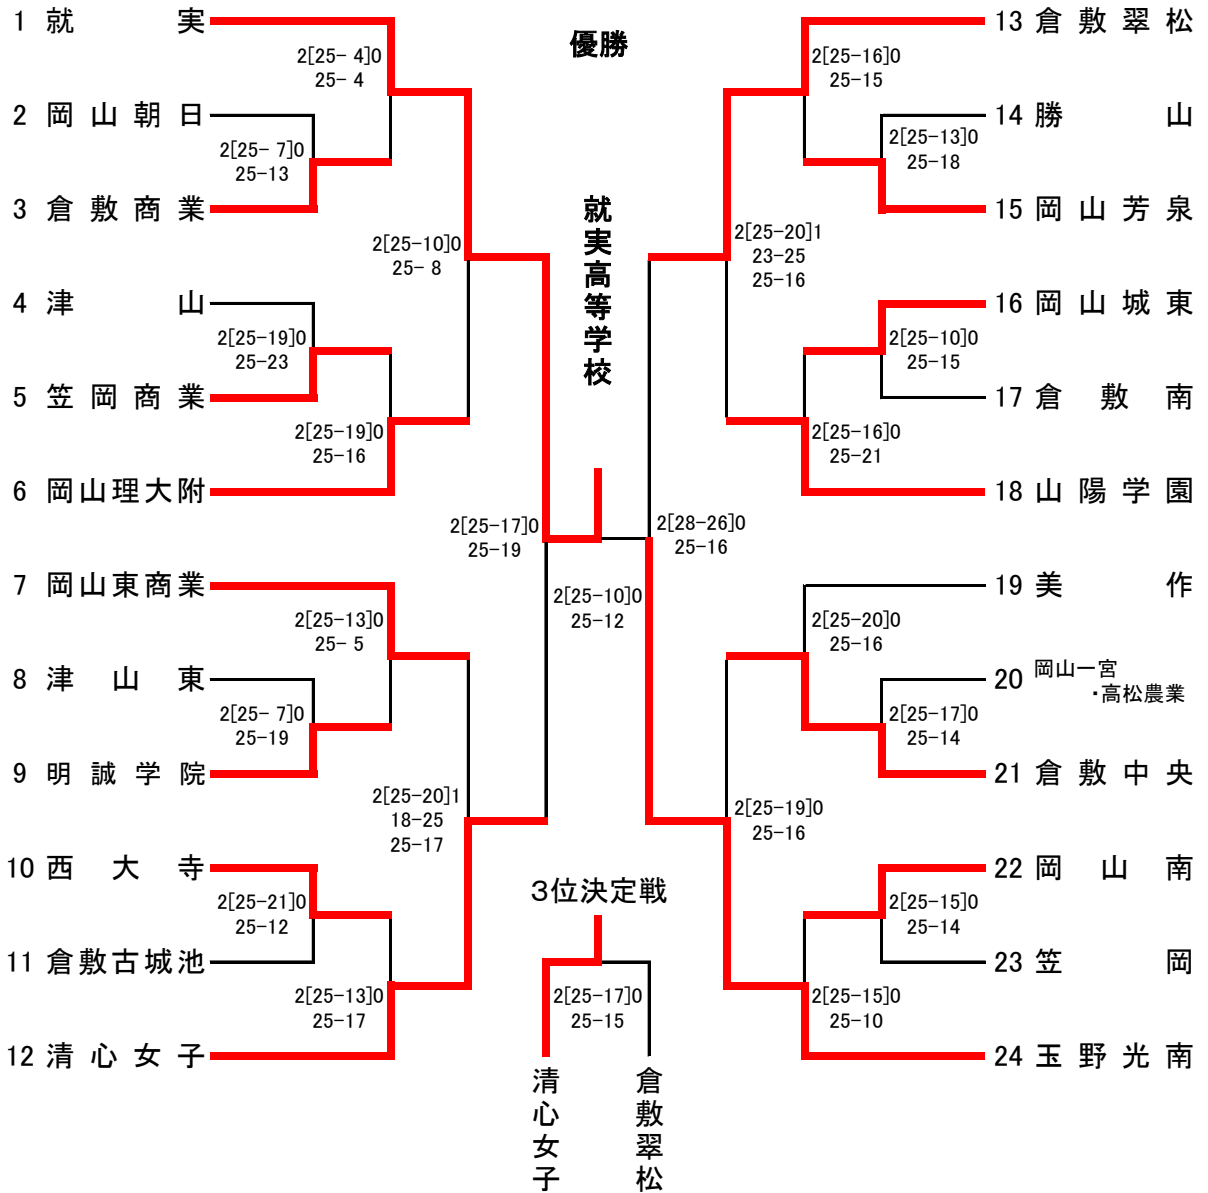 優勝
就実高等学校
1 就実
2 岡山朝日
3 倉敷商業
4 津山
5 笠岡商業
6 岡山理大附
7 岡山東商業
8 津山東
9 明誠学院
10 西大寺
11 倉敷古城池
12 清心女子
2[25- 4]0
25- 4
2[25- 7]0
25-13
2[25-10]0
25- 8
2[25-19]0
25-23
2[25-19]0
25-16
2[25-17]0
25-19
2[25-13]0
25- 5
2[25- 7]0
25-19
2[25-20]1
18-25
25-17
2[25-21]0
25-12
2[25-13]0
25-17
2[25-10]0
25-12
13 倉敷翠松
14 勝山
15 岡山芳泉
16 岡山城東
17 倉敷南
18 山陽学園
19 美作
20 岡山一宮
・高松農業
21 倉敷中央
22 岡山南
23 笠岡
24 玉野光南
2[25-16]0
25-15
2[25-13]0
25-18
2[25-20]1
23-25
25-16
2[25-10]0
25-15
2[25-16]0
25-21
2[28-26]0
25-16
2[25-20]0
25-16
2[25-17]0
25-14
2[25-19]0
25-16
2[25-15]0
25-14
2[25-15]0
25-10
3位決定戦
2[25-17]0
25-15
清心女子
倉敷翠松